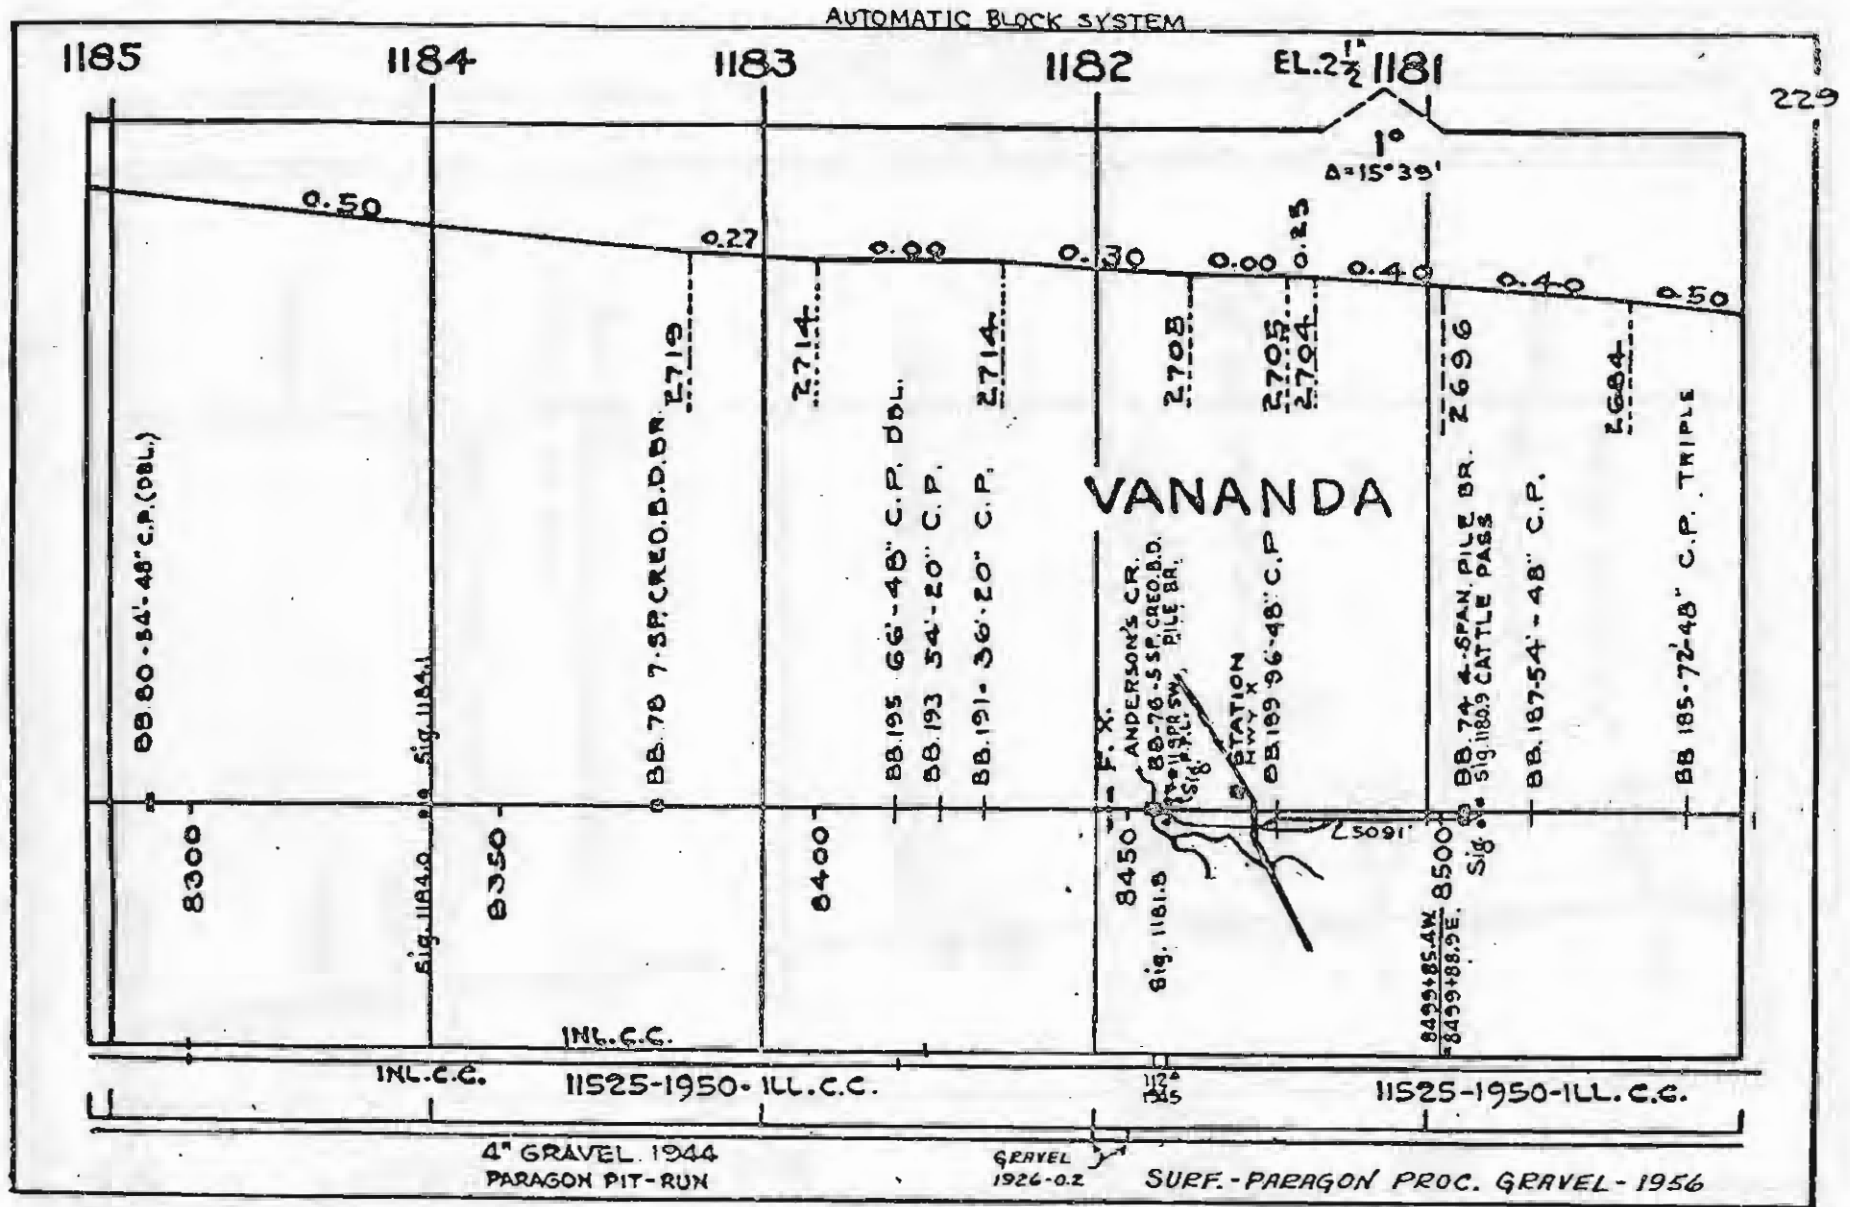 AUTOMATIC BLOCK SYSTEM
1185
1184
1183
1182
EL. 2½"
1181
229
1°
Δ=15°39'
0.50
0.27
0.00
0.30
0.00
0.25
0.40
0.40
0.50
2719
2714
2714
2708
2705
2704
2696
2684
VANANDA
BB.80-54'-48" C.P.(DBL.)
Sig. 1184.1
BB.78 7-SP.CREO.B.D.BR.
BB.195 66'-48" C.P. DBL.
BB.193 54'-20" C.P.
BB.191-36'-20" C.P.
F.X.
ANDERSON'S CR.
BB-76-5 SP.CREO.B.D.
PILE BR.
STATION
HWY X
BB.189-96'-48" C.P.
BB 74 4-SPAN. PILE BR.
Sig. 1180.9 CATTLE PASS
BB.187-54'-48" C.P.
BB 185-72'-48" C.P. TRIPLE
8300
Sig. 1184.0
8350
8400
8450
Sig. 1181.8
5091'
8500
Sig.
8499+85.4W.
=8499+88.9E.
INL.C.C.
INL.C.C.
11525-1950-ILL.C.C.
1945
11525-1950-ILL.C.C.
4" GRAVEL 1944
PARAGON PIT-RUN
GRAVEL
1926-0.2
SURF.-PARAGON PROC. GRAVEL-1956